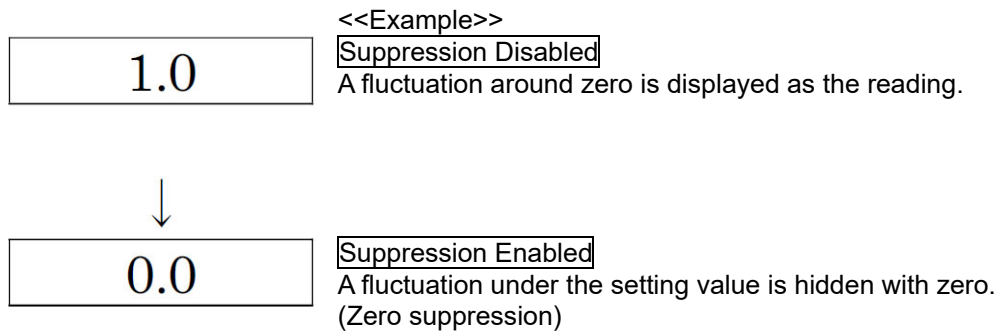 <<Example>>
Suppression Disabled
1.0
A fluctuation around zero is displayed as the reading.
↓
Suppression Enabled
0.0
A fluctuation under the setting value is hidden with zero.
(Zero suppression)